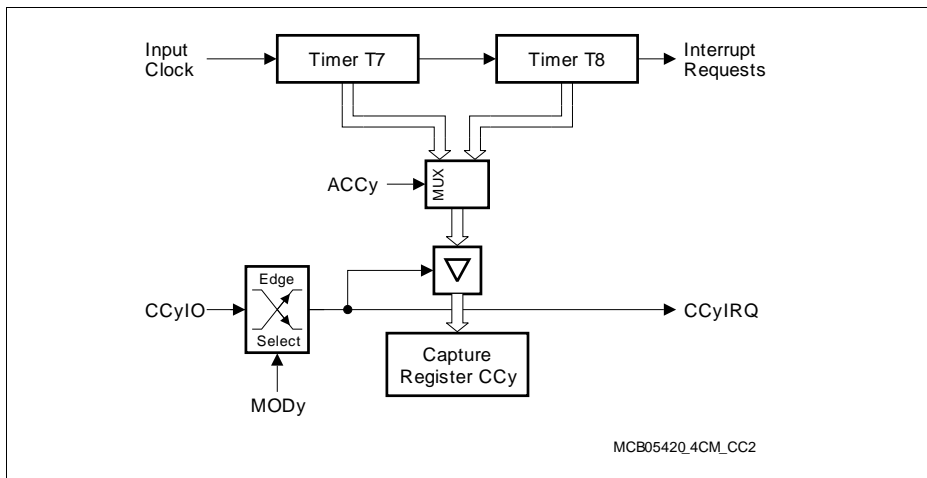 Input
Clock
Timer T7
Timer T8
Interrupt
Requests
ACCy
MUX
Edge
Select
CCyIO
CCyIRQ
Capture
Register CCy
MODy
MCB05420_4CM_CC2